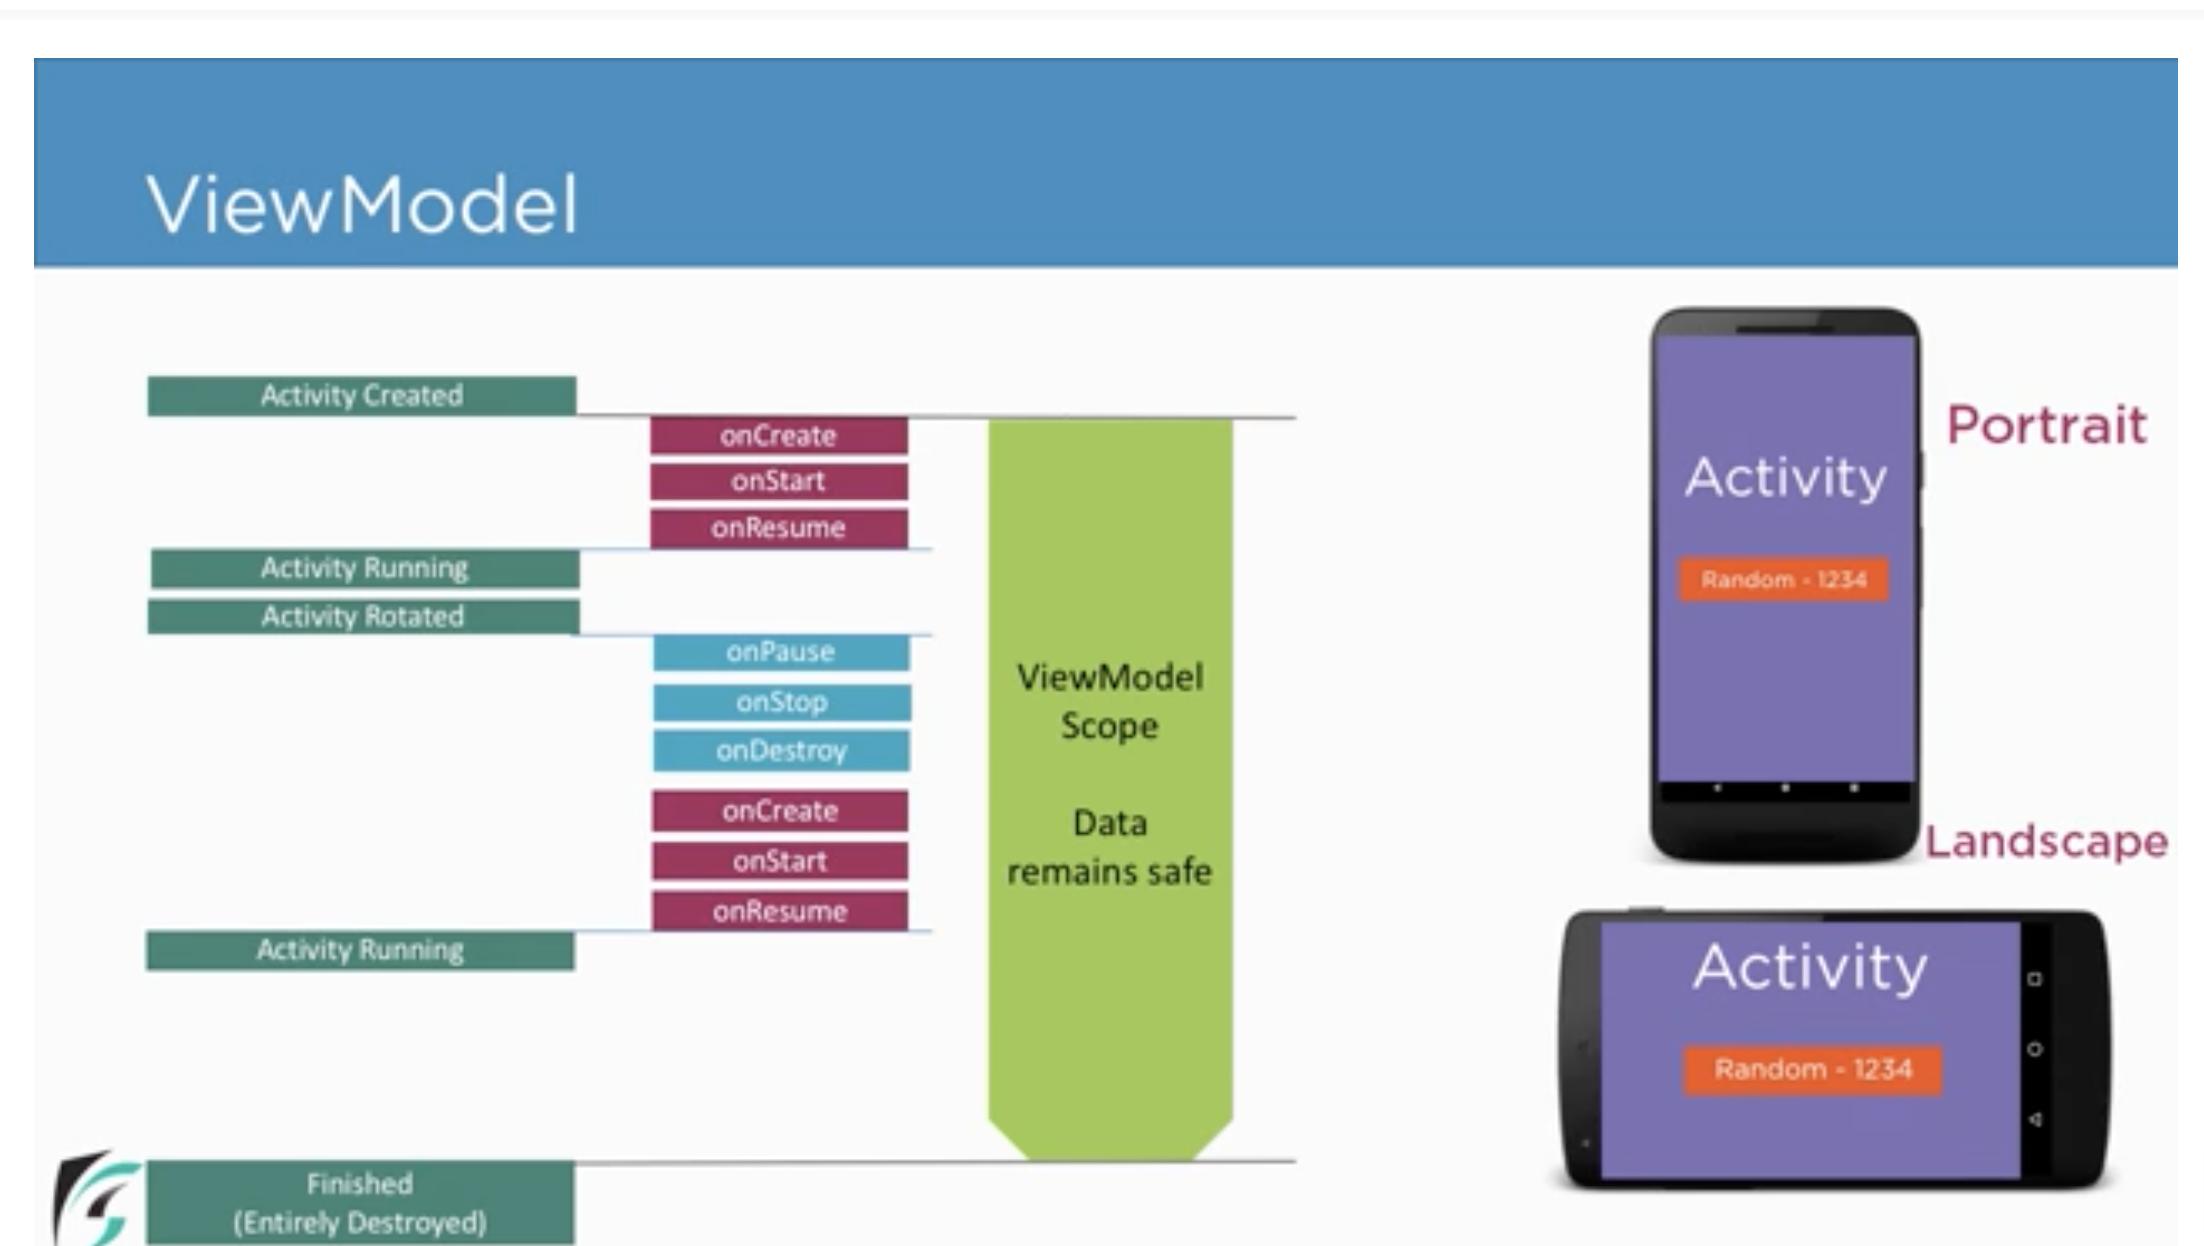 ViewModel
Activity Created
onCreate
onStart
onResume
Activity Running
Activity Rotated
onPause
onStop
onDestroy
onCreate
onStart
onResume
Activity Running
Finished
(Entirely Destroyed)
ViewModel
Scope
Data
remains safe
Portrait
Activity
Random - 1234
Landscape
Activity
Random - 1234